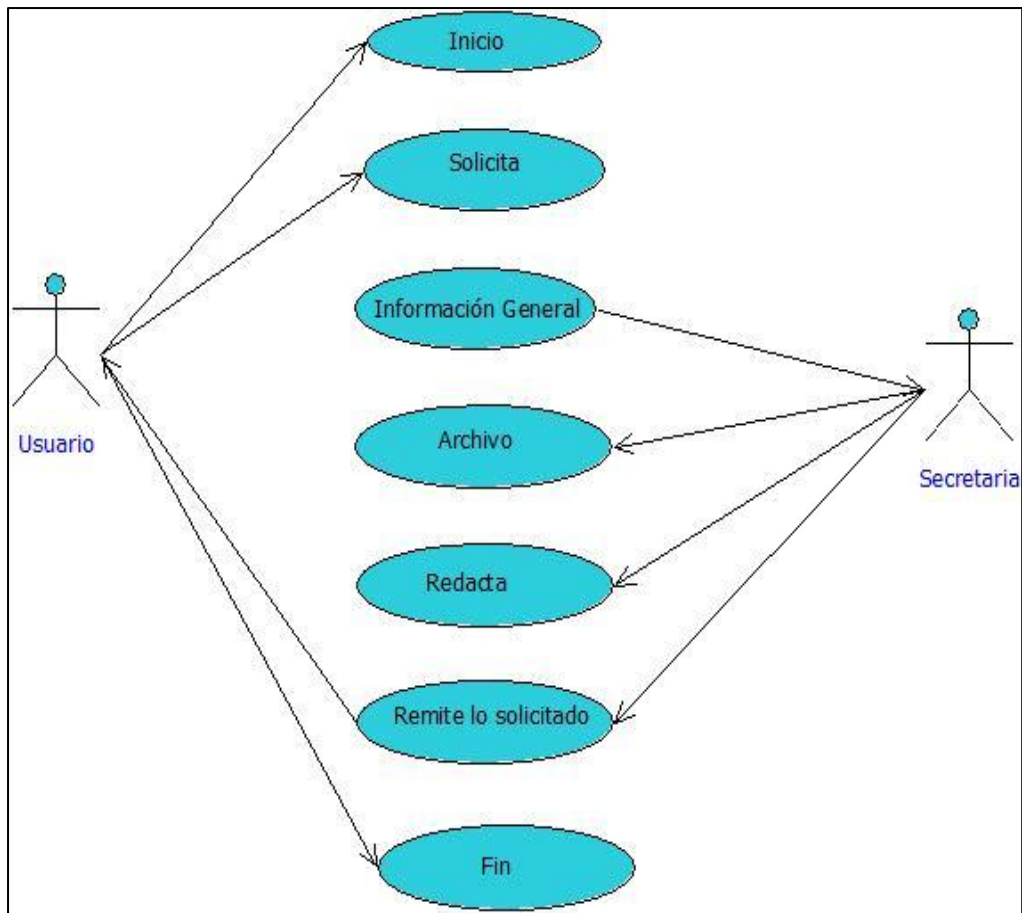 Inicio
Solicita
Información General
Usuario
Archivo
Secretaria
Redacta
Remite lo solicitado
Fin